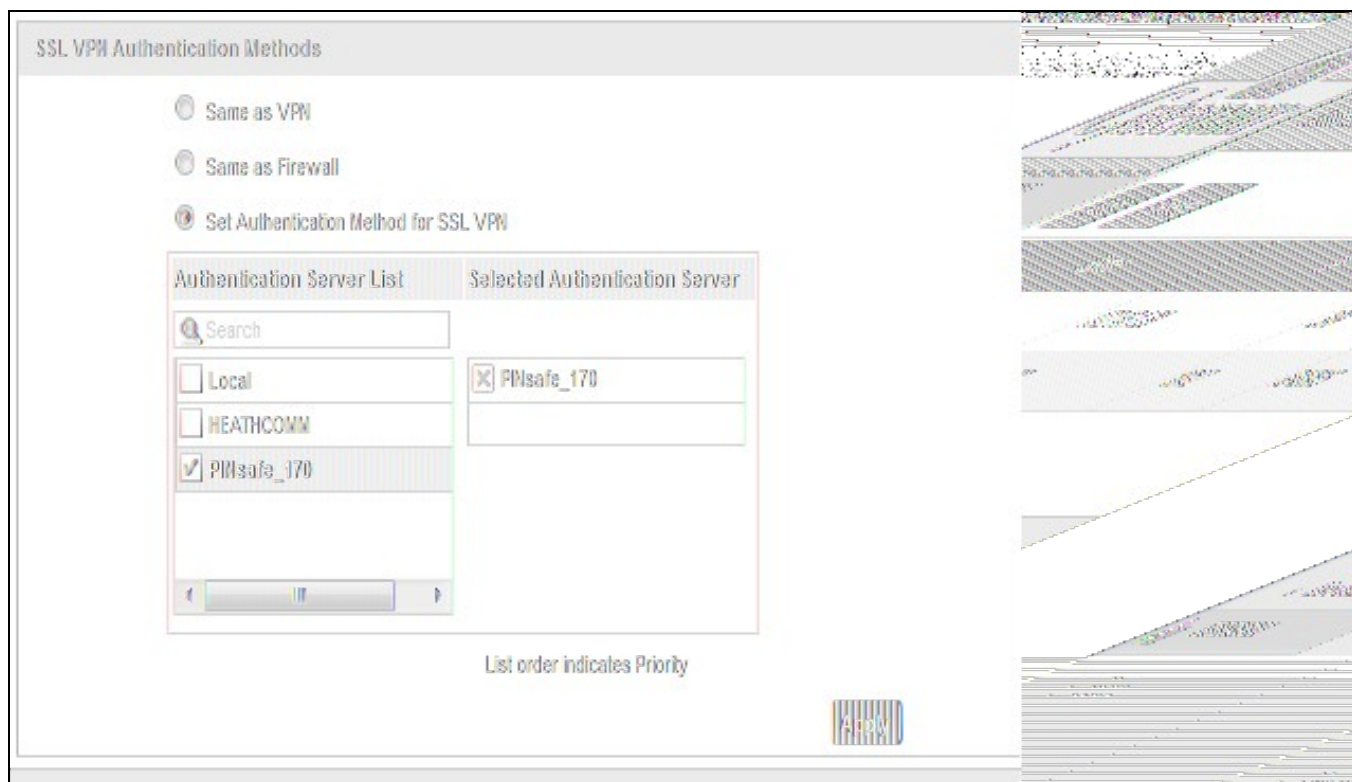 SSL VPN Authentication Methods
Same as VPN
Same as Firewall
Set Authentication Method for SSL VPN
Authentication Server List
Selected Authentication Server
Search
Local
PINsafe_170
HEATHCOMM
PINsafe_170
List order indicates Priority
Apply